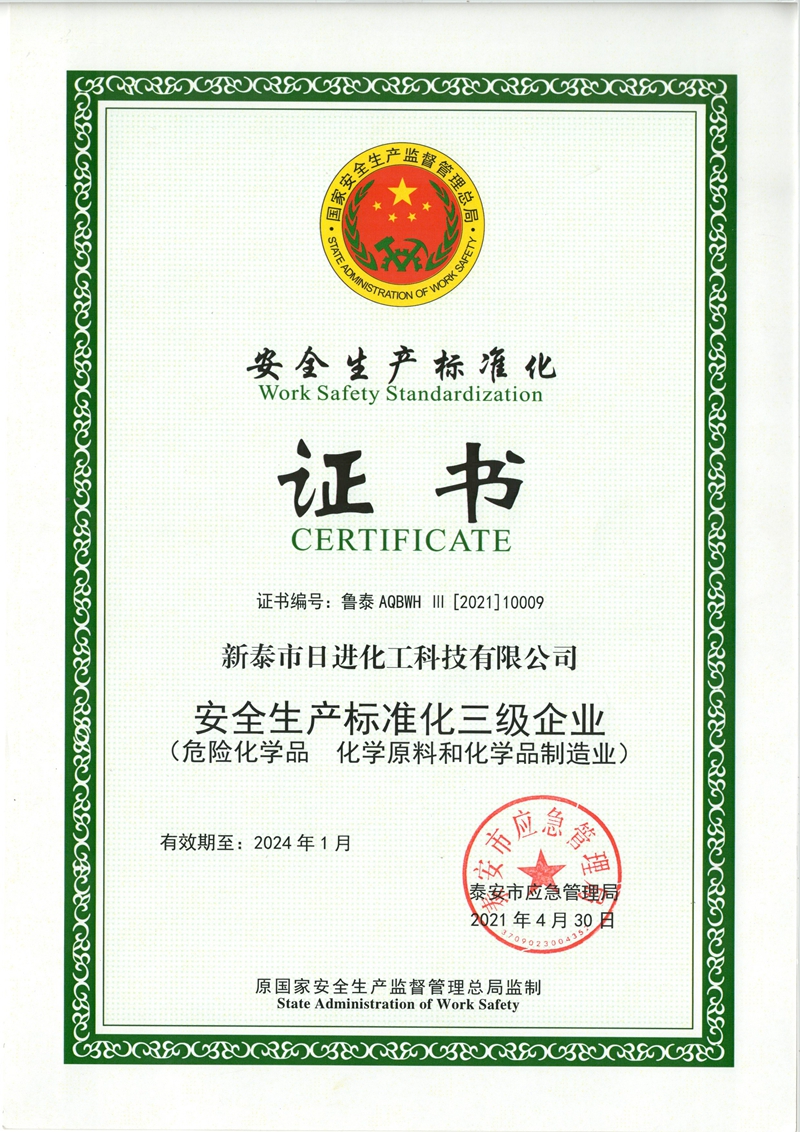 国家安全生产监督管理总局
STATE ADMINISTRATION OF WORK SAFETY
安全生产标准化
Work Safety Standardization
证书
CERTIFICATE
证书编号：鲁泰 AQBWH Ⅲ [2021]10009
新泰市日进化工科技有限公司
安全生产标准化三级企业
（危险化学品 化学原料和化学品制造业）
有效期至：2024 年 1 月
泰安市应急管理局
泰安市应急管理局
2021 年 4 月 30 日
原国家安全生产监督管理总局监制
State Administration of Work Safety